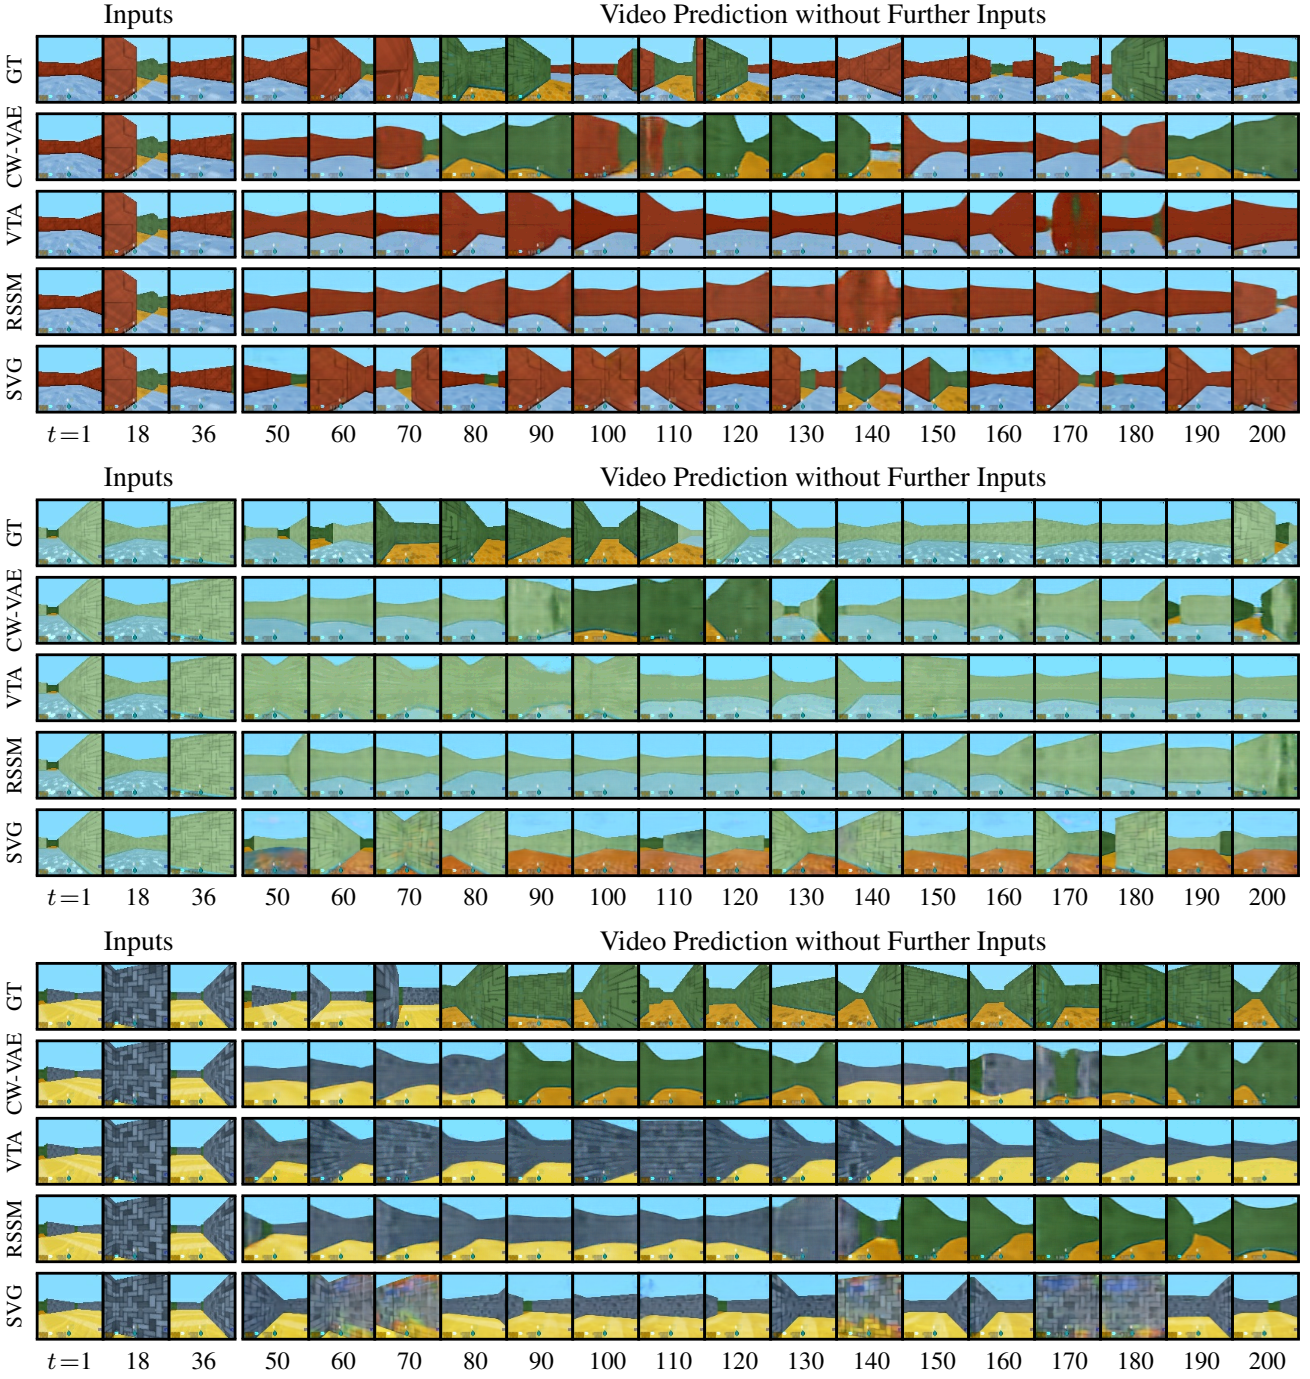 Inputs Video Prediction without Further Inputs
GT
CW-VAE
VTA
RSSM
SVG
t=1 18 36 50 60 70 80 90 100 110 120 130 140 150 160 170 180 190 200
Inputs Video Prediction without Further Inputs
GT
CW-VAE
VTA
RSSM
SVG
t=1 18 36 50 60 70 80 90 100 110 120 130 140 150 160 170 180 190 200
Inputs Video Prediction without Further Inputs
GT
CW-VAE
VTA
RSSM
SVG
t=1 18 36 50 60 70 80 90 100 110 120 130 140 150 160 170 180 190 200